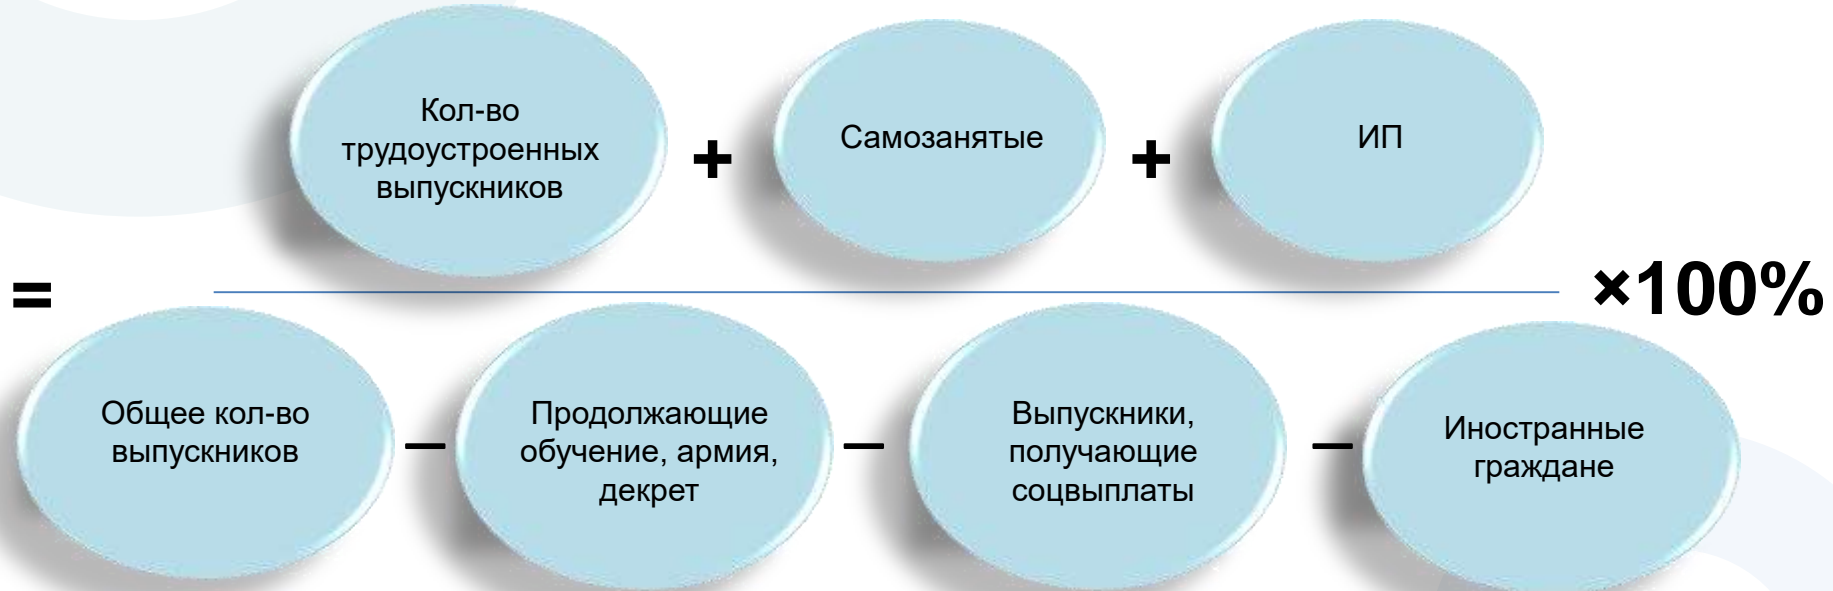 Кол-во
трудоустроенных
выпускников
+
Самозанятые
+
ИП
=
×100%
Общее кол-во
выпускников
–
Продолжающие
обучение, армия,
декрет
–
Выпускники,
получающие
соцвыплаты
–
Иностранные
граждане